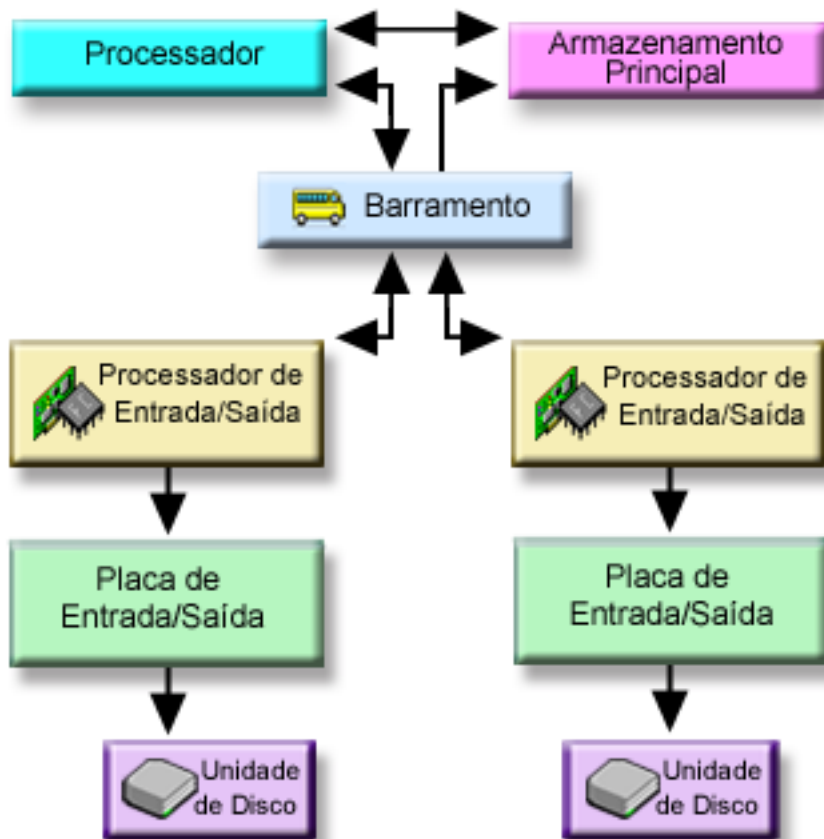 Processador
Armazenamento
Principal
Barramento
Processador de
Entrada/Saída
Processador de
Entrada/Saída
Placa de
Entrada/Saída
Placa de
Entrada/Saída
Unidade
de Disco
Unidade
de Disco